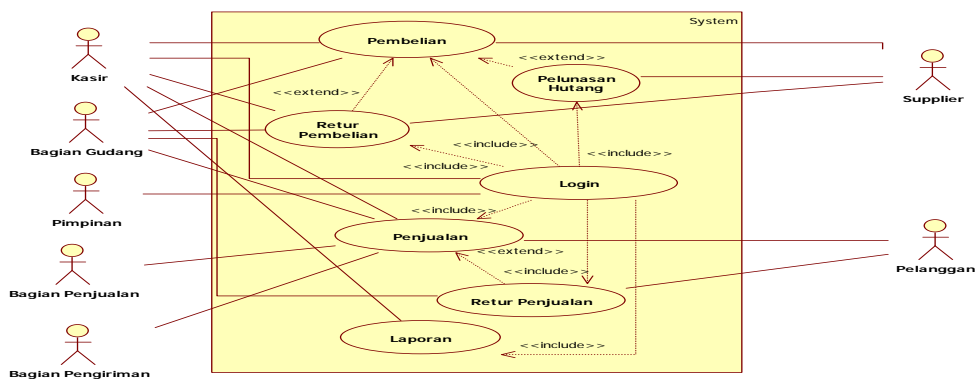 System
Pembelian
<<extend>>
Kasir
Pelunasan
Hutang
Supplier
<<extend>>
Retur
Pembelian
Bagian Gudang
<<include>>
<<include>>
<<include>>
Login
Pimpinan
<<include>>
Penjualan
<<extend>>
Pelanggan
<<include>>
Bagian Penjualan
Retur Penjualan
Laporan
<<include>>
Bagian Pengiriman